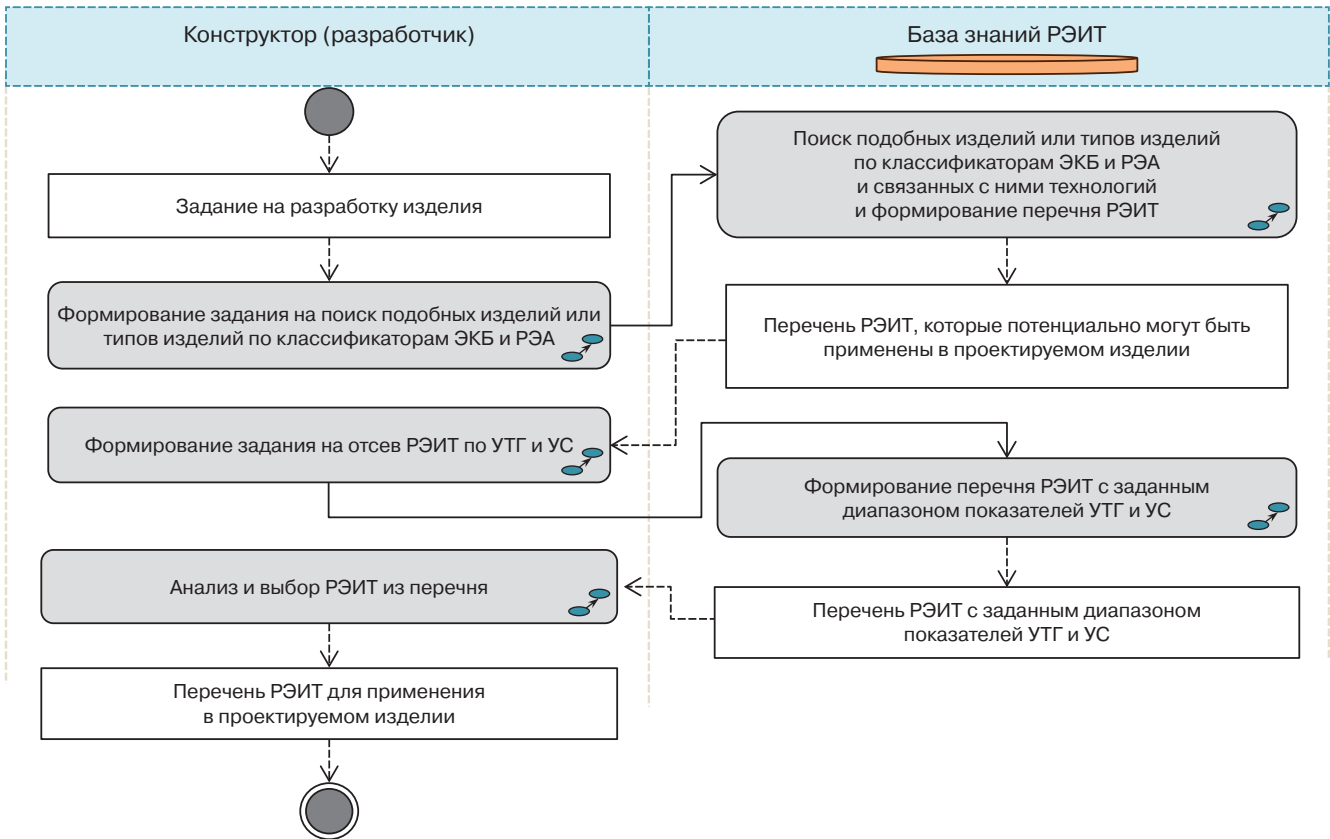 Конструктор (разработчик)
База знаний РЭИТ
Задание на разработку изделия
Формирование задания на поиск подобных изделий или
типов изделий по классификаторам ЭКБ и РЭА
Поиск подобных изделий или типов изделий
по классификаторам ЭКБ и РЭА
и связанных с ними технологий
и формирование перечня РЭИТ
Перечень РЭИТ, которые потенциально могут быть
применены в проектируемом изделии
Формирование задания на отсев РЭИТ по УТГ и УС
Формирование перечня РЭИТ с заданным
диапазоном показателей УТГ и УС
Перечень РЭИТ с заданным диапазоном
показателей УТГ и УС
Анализ и выбор РЭИТ из перечня
Перечень РЭИТ для применения
в проектируемом изделии